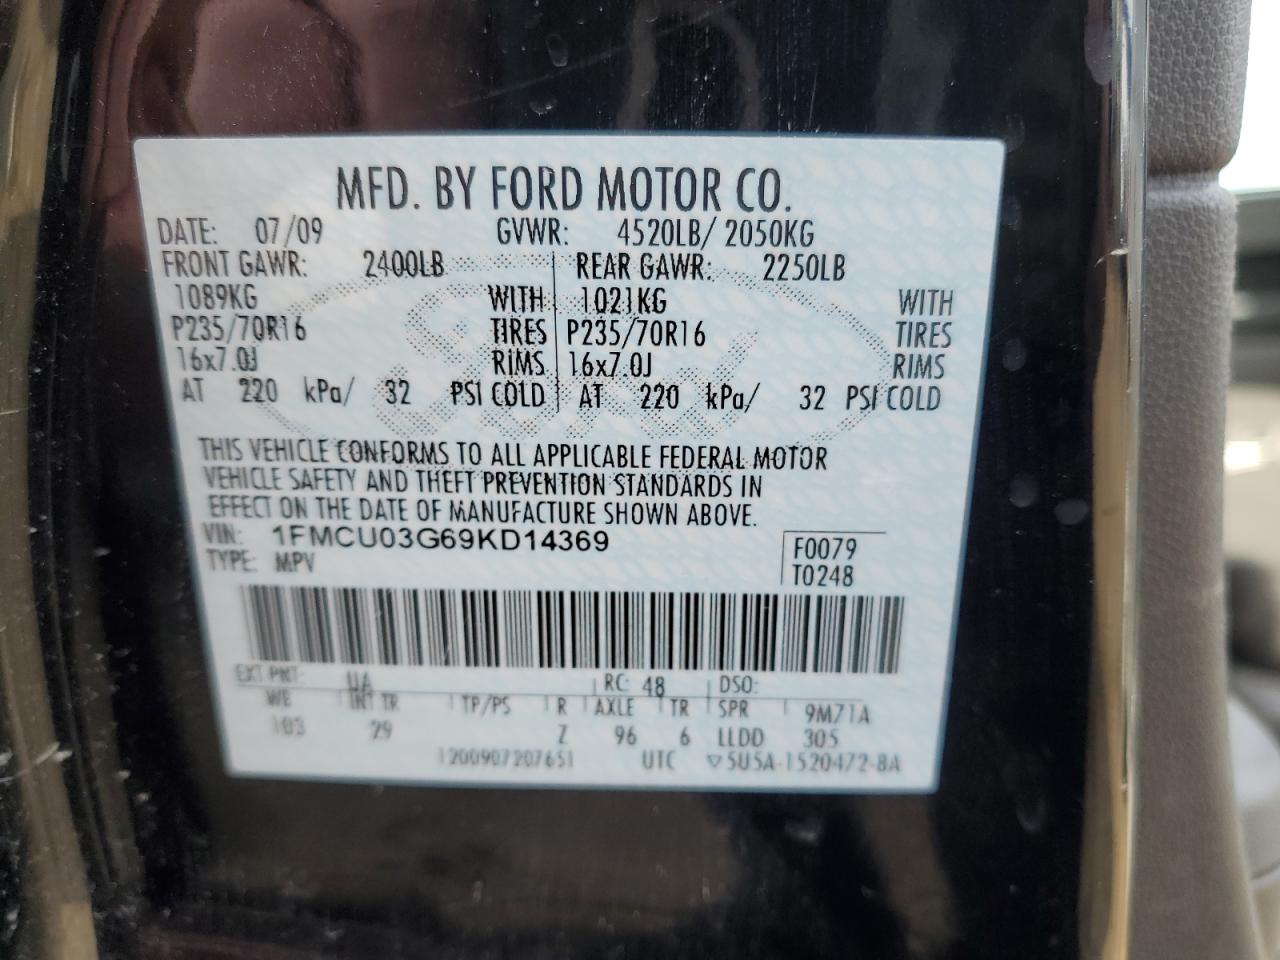 MFD. BY FORD MOTOR CO.
DATE: 07/09 GVWR: 4520LB/ 2050KG
FRONT GAWR: 2400LB REAR GAWR: 2250LB
1089KG WITH 1021KG WITH
P235/70R16 TIRES P235/70R16 TIRES
16x7.0J RIMS 16x7.0J RIMS
AT 220 kPa/ 32 PSI COLD AT 220 kPa/ 32 PSI COLD
THIS VEHICLE CONFORMS TO ALL APPLICABLE FEDERAL MOTOR
VEHICLE SAFETY AND THEFT PREVENTION STANDARDS IN
EFFECT ON THE DATE OF MANUFACTURE SHOWN ABOVE.
VIN: 1FMCU03G69KD14369 F0079
TYPE: MPV T0248
EXT PNT: UA RC: 48 DSO:
WB INT TR TP/PS R AXLE TR SPR 9M71A
103 29 Z 96 6 LLDD 305
1200907207651 UTC ▽5U5A-1520472-BA